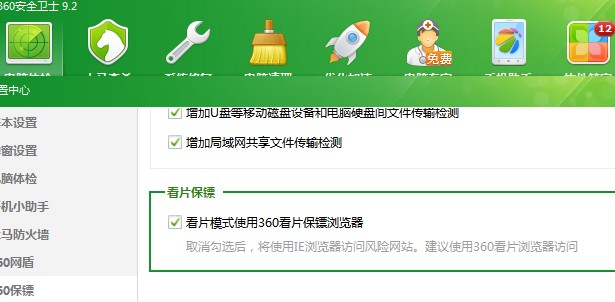 360安全卫士 9.2
免费
12
置中心
增加U盘等移动磁盘设备和电脑硬盘间文件传输检测
本设置
增加局域网共享文件传输检测
窗设置
脑体检
看片保镖
机小助手
看片模式使用360看片保镖浏览器
马防火墙
取消勾选后，将使用IE浏览器访问风险网站。建议使用360看片浏览器访问
60网盾
60保镖